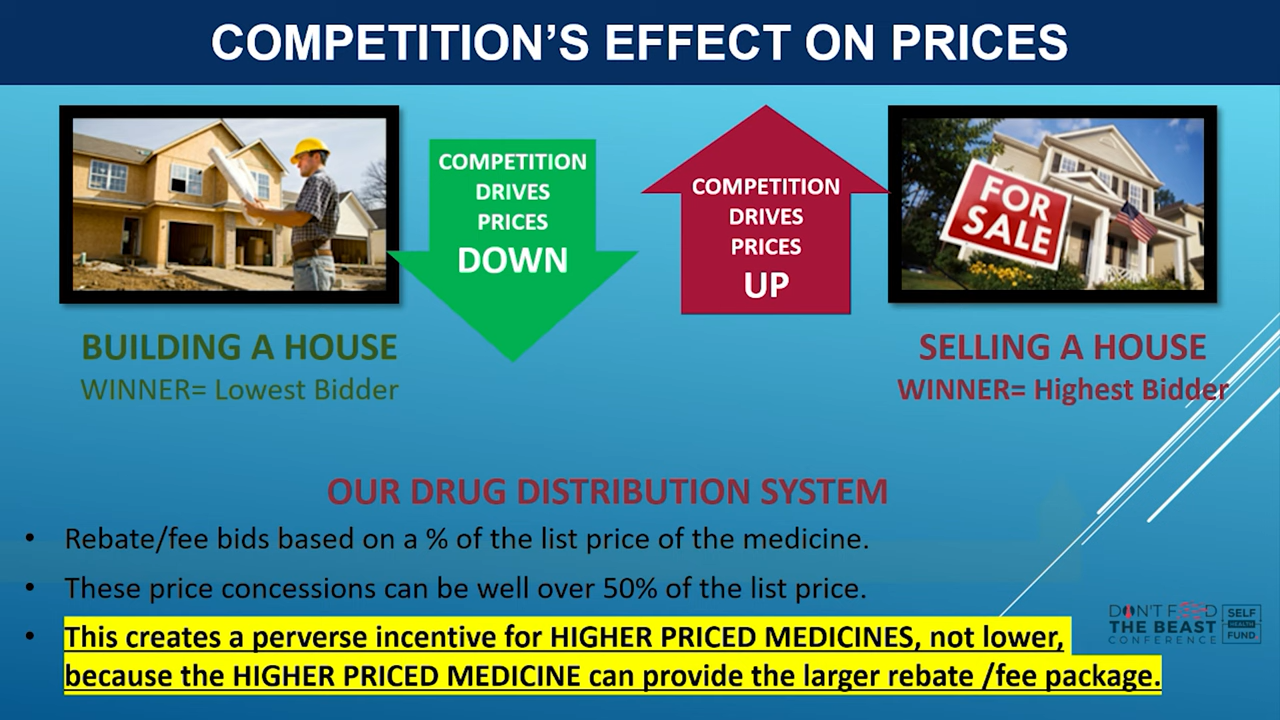 COMPETITION'S EFFECT ON PRICES
COMPETITION
DRIVES
PRICES
DOWN
COMPETITION
DRIVES
PRICES
UP
FOR
SALE
BUILDING A HOUSE
WINNER= Lowest Bidder
SELLING A HOUSE
WINNER= Highest Bidder
OUR DRUG DISTRIBUTION SYSTEM
• Rebate/fee bids based on a % of the list price of the medicine.
• These price concessions can be well over 50% of the list price.
• This creates a perverse incentive for HIGHER PRICED MEDICINES, not lower,
because the HIGHER PRICED MEDICINE can provide the larger rebate /fee package.
DON'T FEED
THE BEAST
CONFERENCE
SELF
HEALTH
FUND